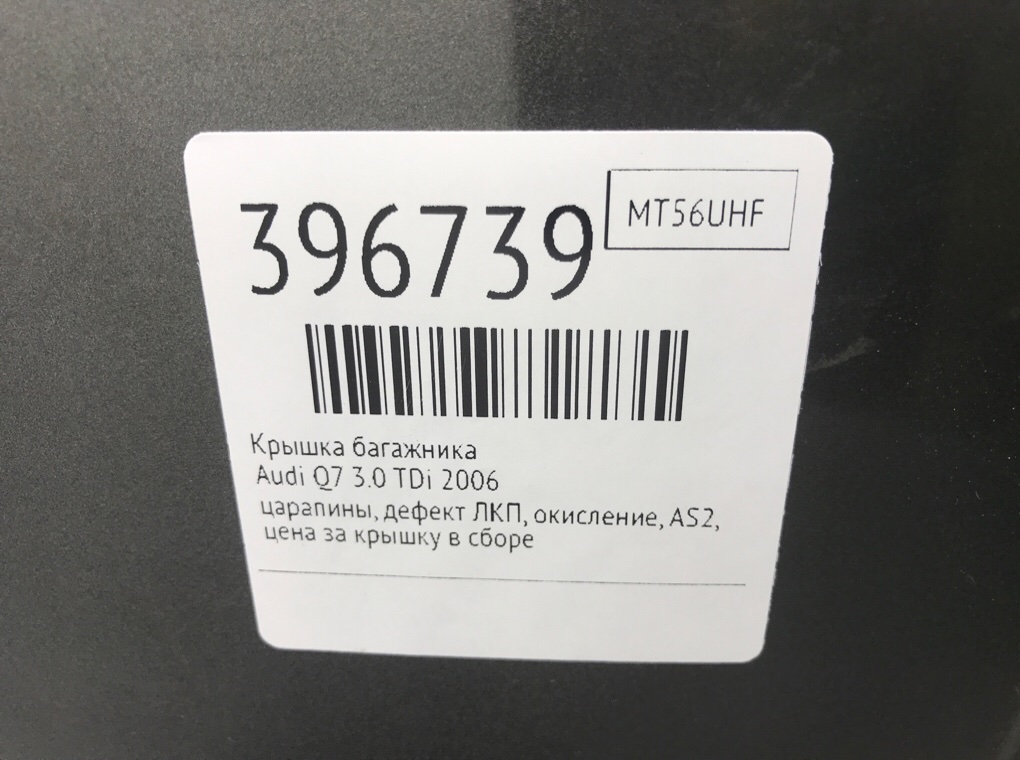 396739
MT56UHF
Крышка багажника
Audi Q7 3.0 TDi 2006
царапины, дефект ЛКП, окисление, AS2,
цена за крышку в сборе